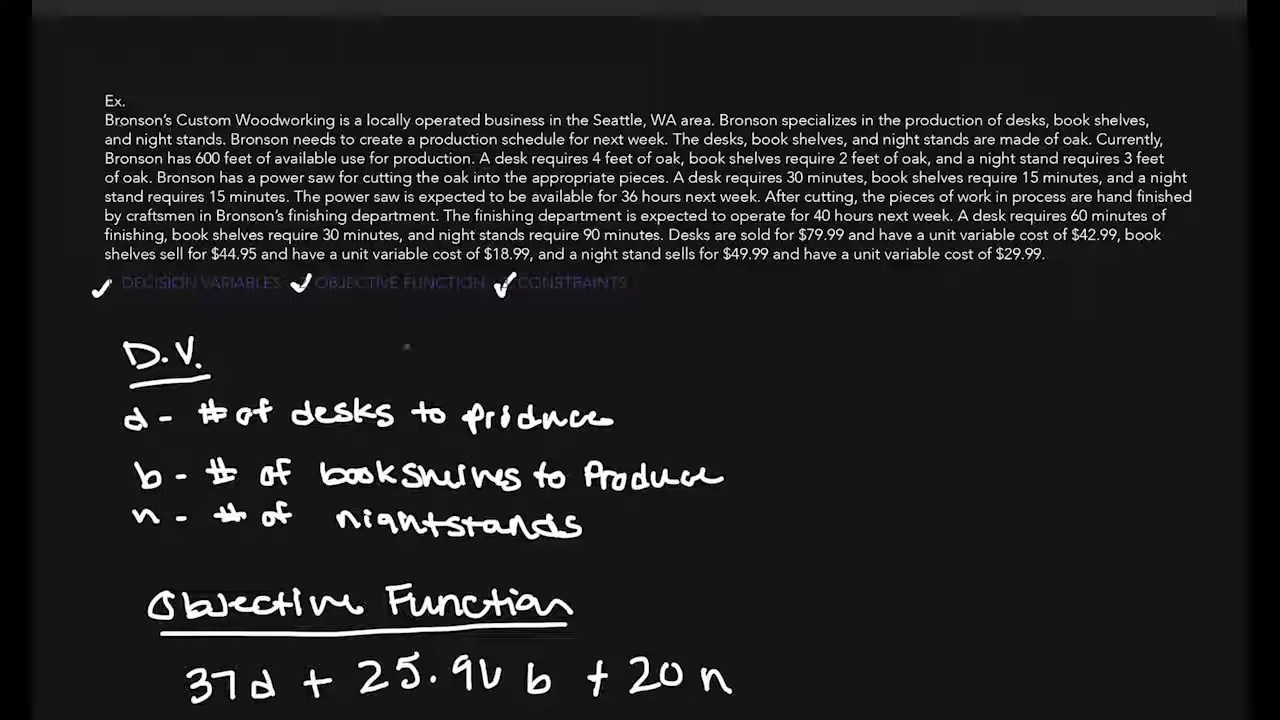 Ex.
Bronson's Custom Woodworking is a locally operated business in the Seattle, WA area. Bronson specializes in the production of desks, book shelves,
and night stands. Bronson needs to create a production schedule for next week. The desks, book shelves, and night stands are made of oak. Currently,
Bronson has 600 feet of available use for production. A desk requires 4 feet of oak, book shelves require 2 feet of oak, and a night stand requires 3 feet
of oak. Bronson has a power saw for cutting the oak into the appropriate pieces. A desk requires 30 minutes, book shelves require 15 minutes, and a night
stand requires 15 minutes. The power saw is expected to be available for 36 hours next week. After cutting, the pieces of work in process are hand finished
by craftsmen in Bronson's finishing department. The finishing department is expected to operate for 40 hours next week. A desk requires 60 minutes of
finishing, book shelves require 30 minutes, and night stands require 90 minutes. Desks are sold for $79.99 and have a unit variable cost of $42.99, book
shelves sell for $44.95 and have a unit variable cost of $18.99, and a night stand sells for $49.99 and have a unit variable cost of $29.99.
✓ DECISION VARIABLES ✓ OBJECTIVE FUNCTION ✓ CONSTRAINTS
D.V.
d - # of desks to produce
b - # of bookshelves to Produce
n - # of nightstands
Objective Function
37d + 25.96 b + 20 n